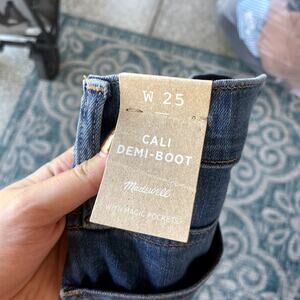 W 25
CALI
DEMI-BOOT
Madewell
WITH MAGIC POCKETS